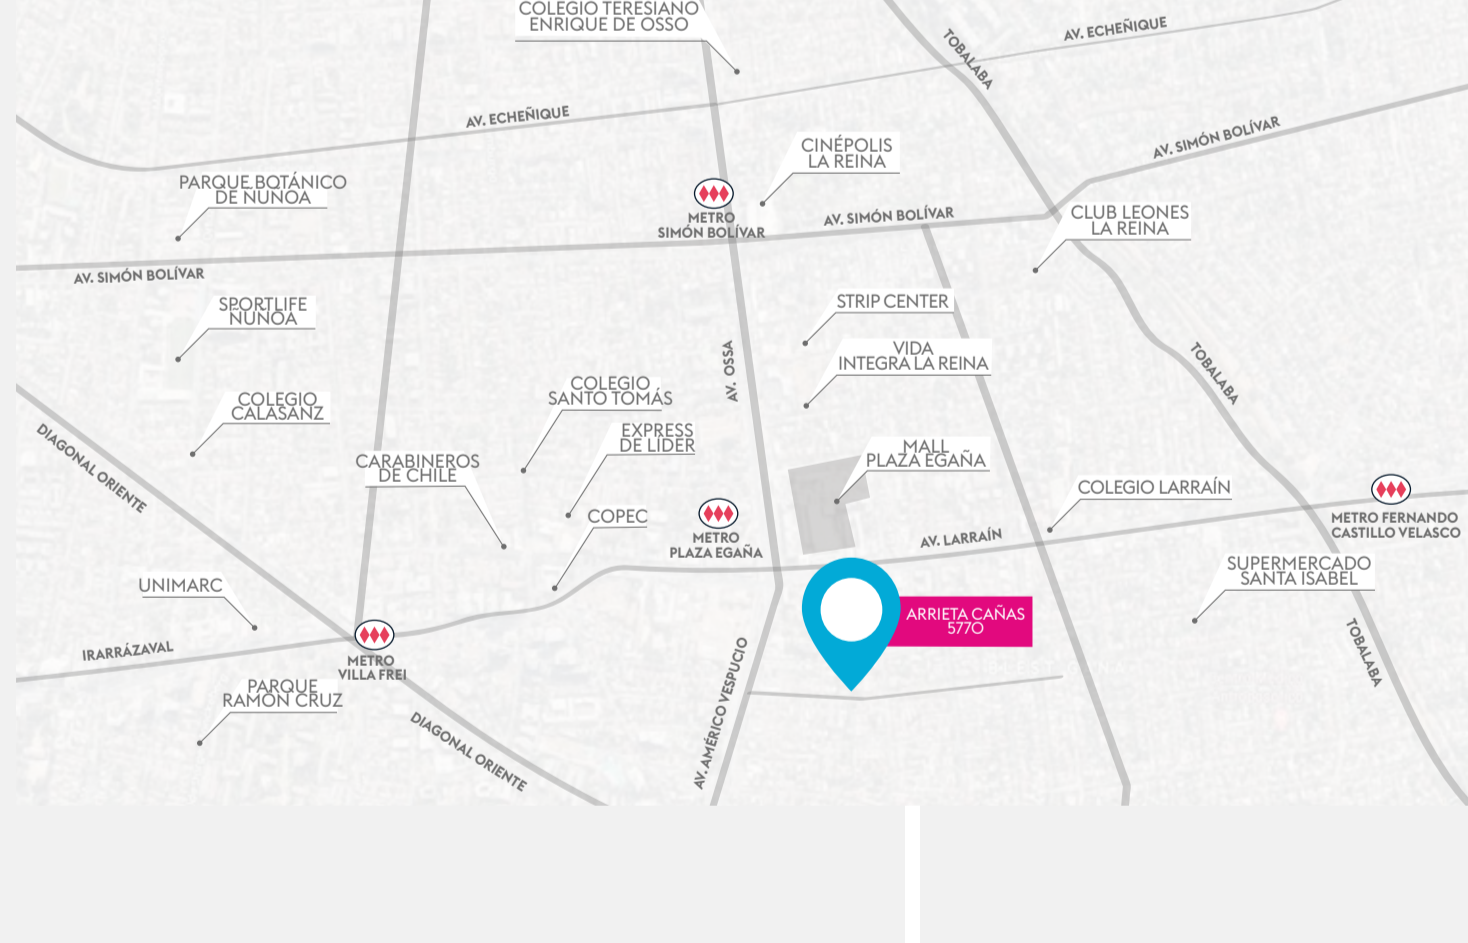 COLEGIO TERESIANO
ENRIQUE DE OSSO
TOBALABA
AV. ECHEÑIQUE
AV. ECHEÑIQUE
AV. SIMÓN BOLÍVAR
CINÉPOLIS
LA REINA
PARQUE BOTÁNICO
DE ÑUÑOA
METRO
SIMÓN BOLÍVAR
AV. SIMÓN BOLÍVAR
CLUB LEONES
LA REINA
AV. SIMÓN BOLÍVAR
SPORTLIFE
ÑUÑOA
STRIP CENTER
VIDA
INTEGRA LA REINA
AV. OSSA
TOBALABA
COLEGIO
SANTO TOMÁS
COLEGIO
CALASANZ
EXPRESS
DE LÍDER
DIAGONAL ORIENTE
CARABINEROS
DE CHILE
MALL
PLAZA EGAÑA
COLEGIO LARRAÍN
COPEC
METRO
PLAZA EGAÑA
AV. LARRAÍN
METRO FERNANDO
CASTILLO VELASCO
UNIMARC
SUPERMERCADO
SANTA ISABEL
ARRIETA CAÑAS
5770
IRARRÁZAVAL
METRO
VILLA FREI
TOBALABA
PARQUE
RAMÓN CRUZ
AV. AMÉRICO VESPUCIO
DIAGONAL ORIENTE